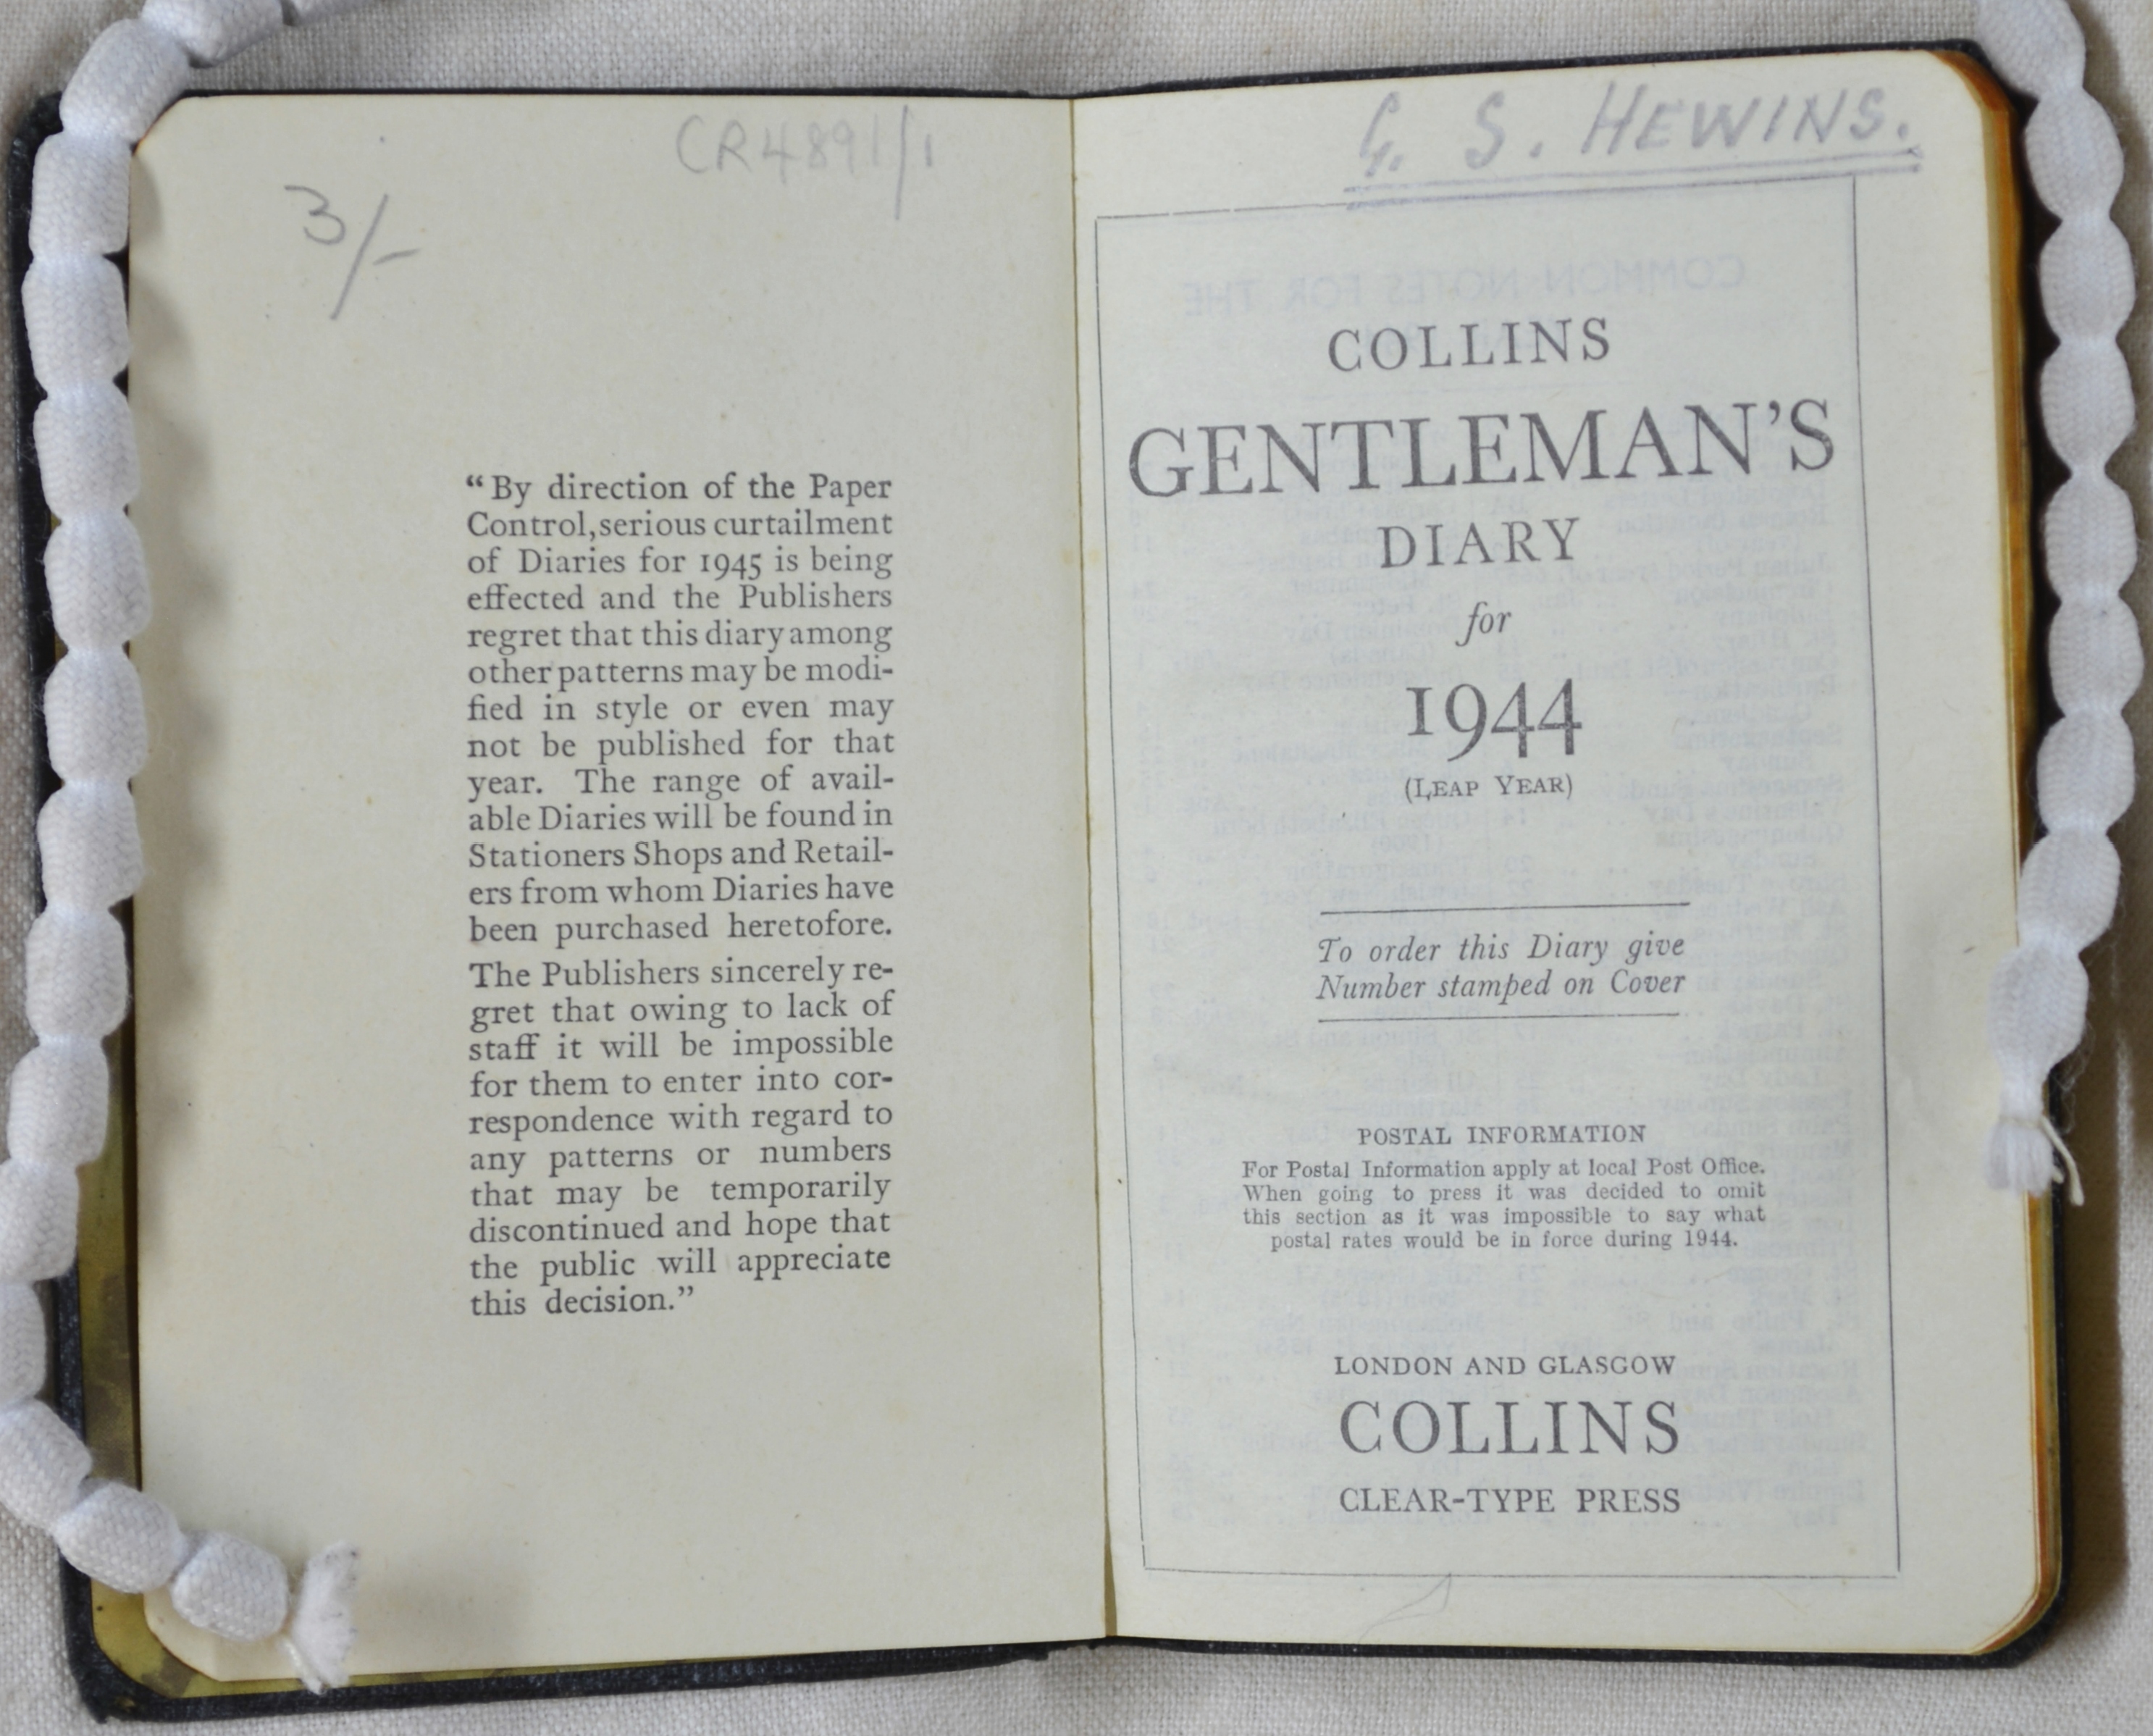 CR4891/1
3/-
“By direction of the Paper
Control, serious curtailment
of Diaries for 1945 is being
effected and the Publishers
regret that this diary among
other patterns may be modi-
fied in style or even may
not be published for that
year. The range of avail-
able Diaries will be found in
Stationers Shops and Retail-
ers from whom Diaries have
been purchased heretofore.
The Publishers sincerely re-
gret that owing to lack of
staff it will be impossible
for them to enter into cor-
respondence with regard to
any patterns or numbers
that may be temporarily
discontinued and hope that
the public will appreciate
this decision.”
G. S. HEWINS.
COLLINS
GENTLEMAN’S
DIARY
for
1944
(LEAP YEAR)
To order this Diary give
Number stamped on Cover
POSTAL INFORMATION
For Postal Information apply at local Post Office.
When going to press it was decided to omit
this section as it was impossible to say what
postal rates would be in force during 1944.
LONDON AND GLASGOW
COLLINS
CLEAR-TYPE PRESS